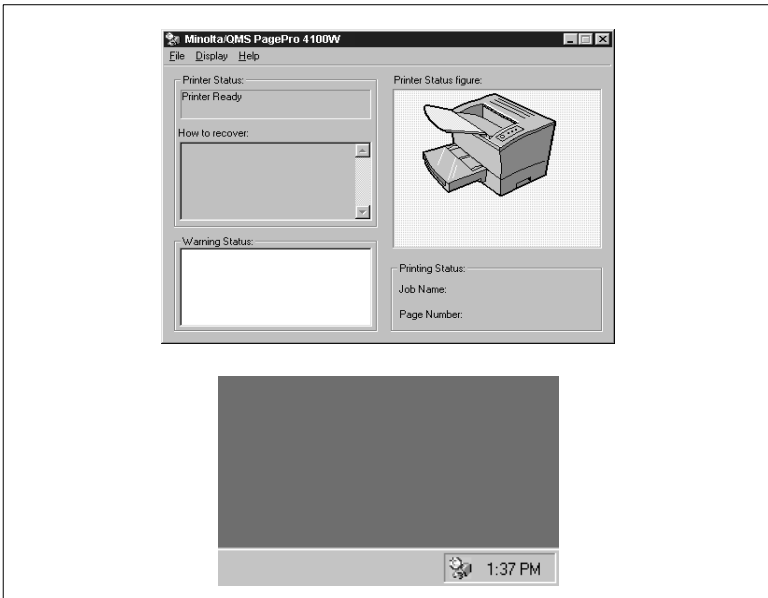 Minolta/QMS PagePro 4100W
File Display Help
Printer Status:
Printer Ready
How to recover:
Warning Status:
Printer Status figure:
Printing Status:
Job Name:
Page Number:
1:37 PM